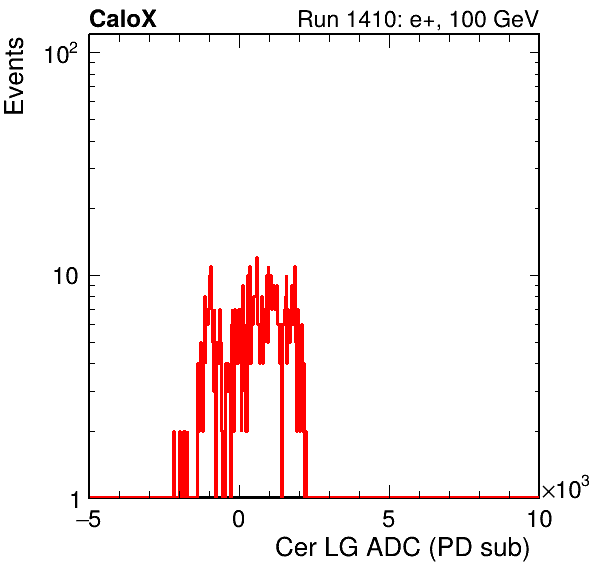 CaloX
Run 1410: e+, 100 GeV
Events
10²
10
1
−5
0
5
10
×10³
Cer LG ADC (PD sub)